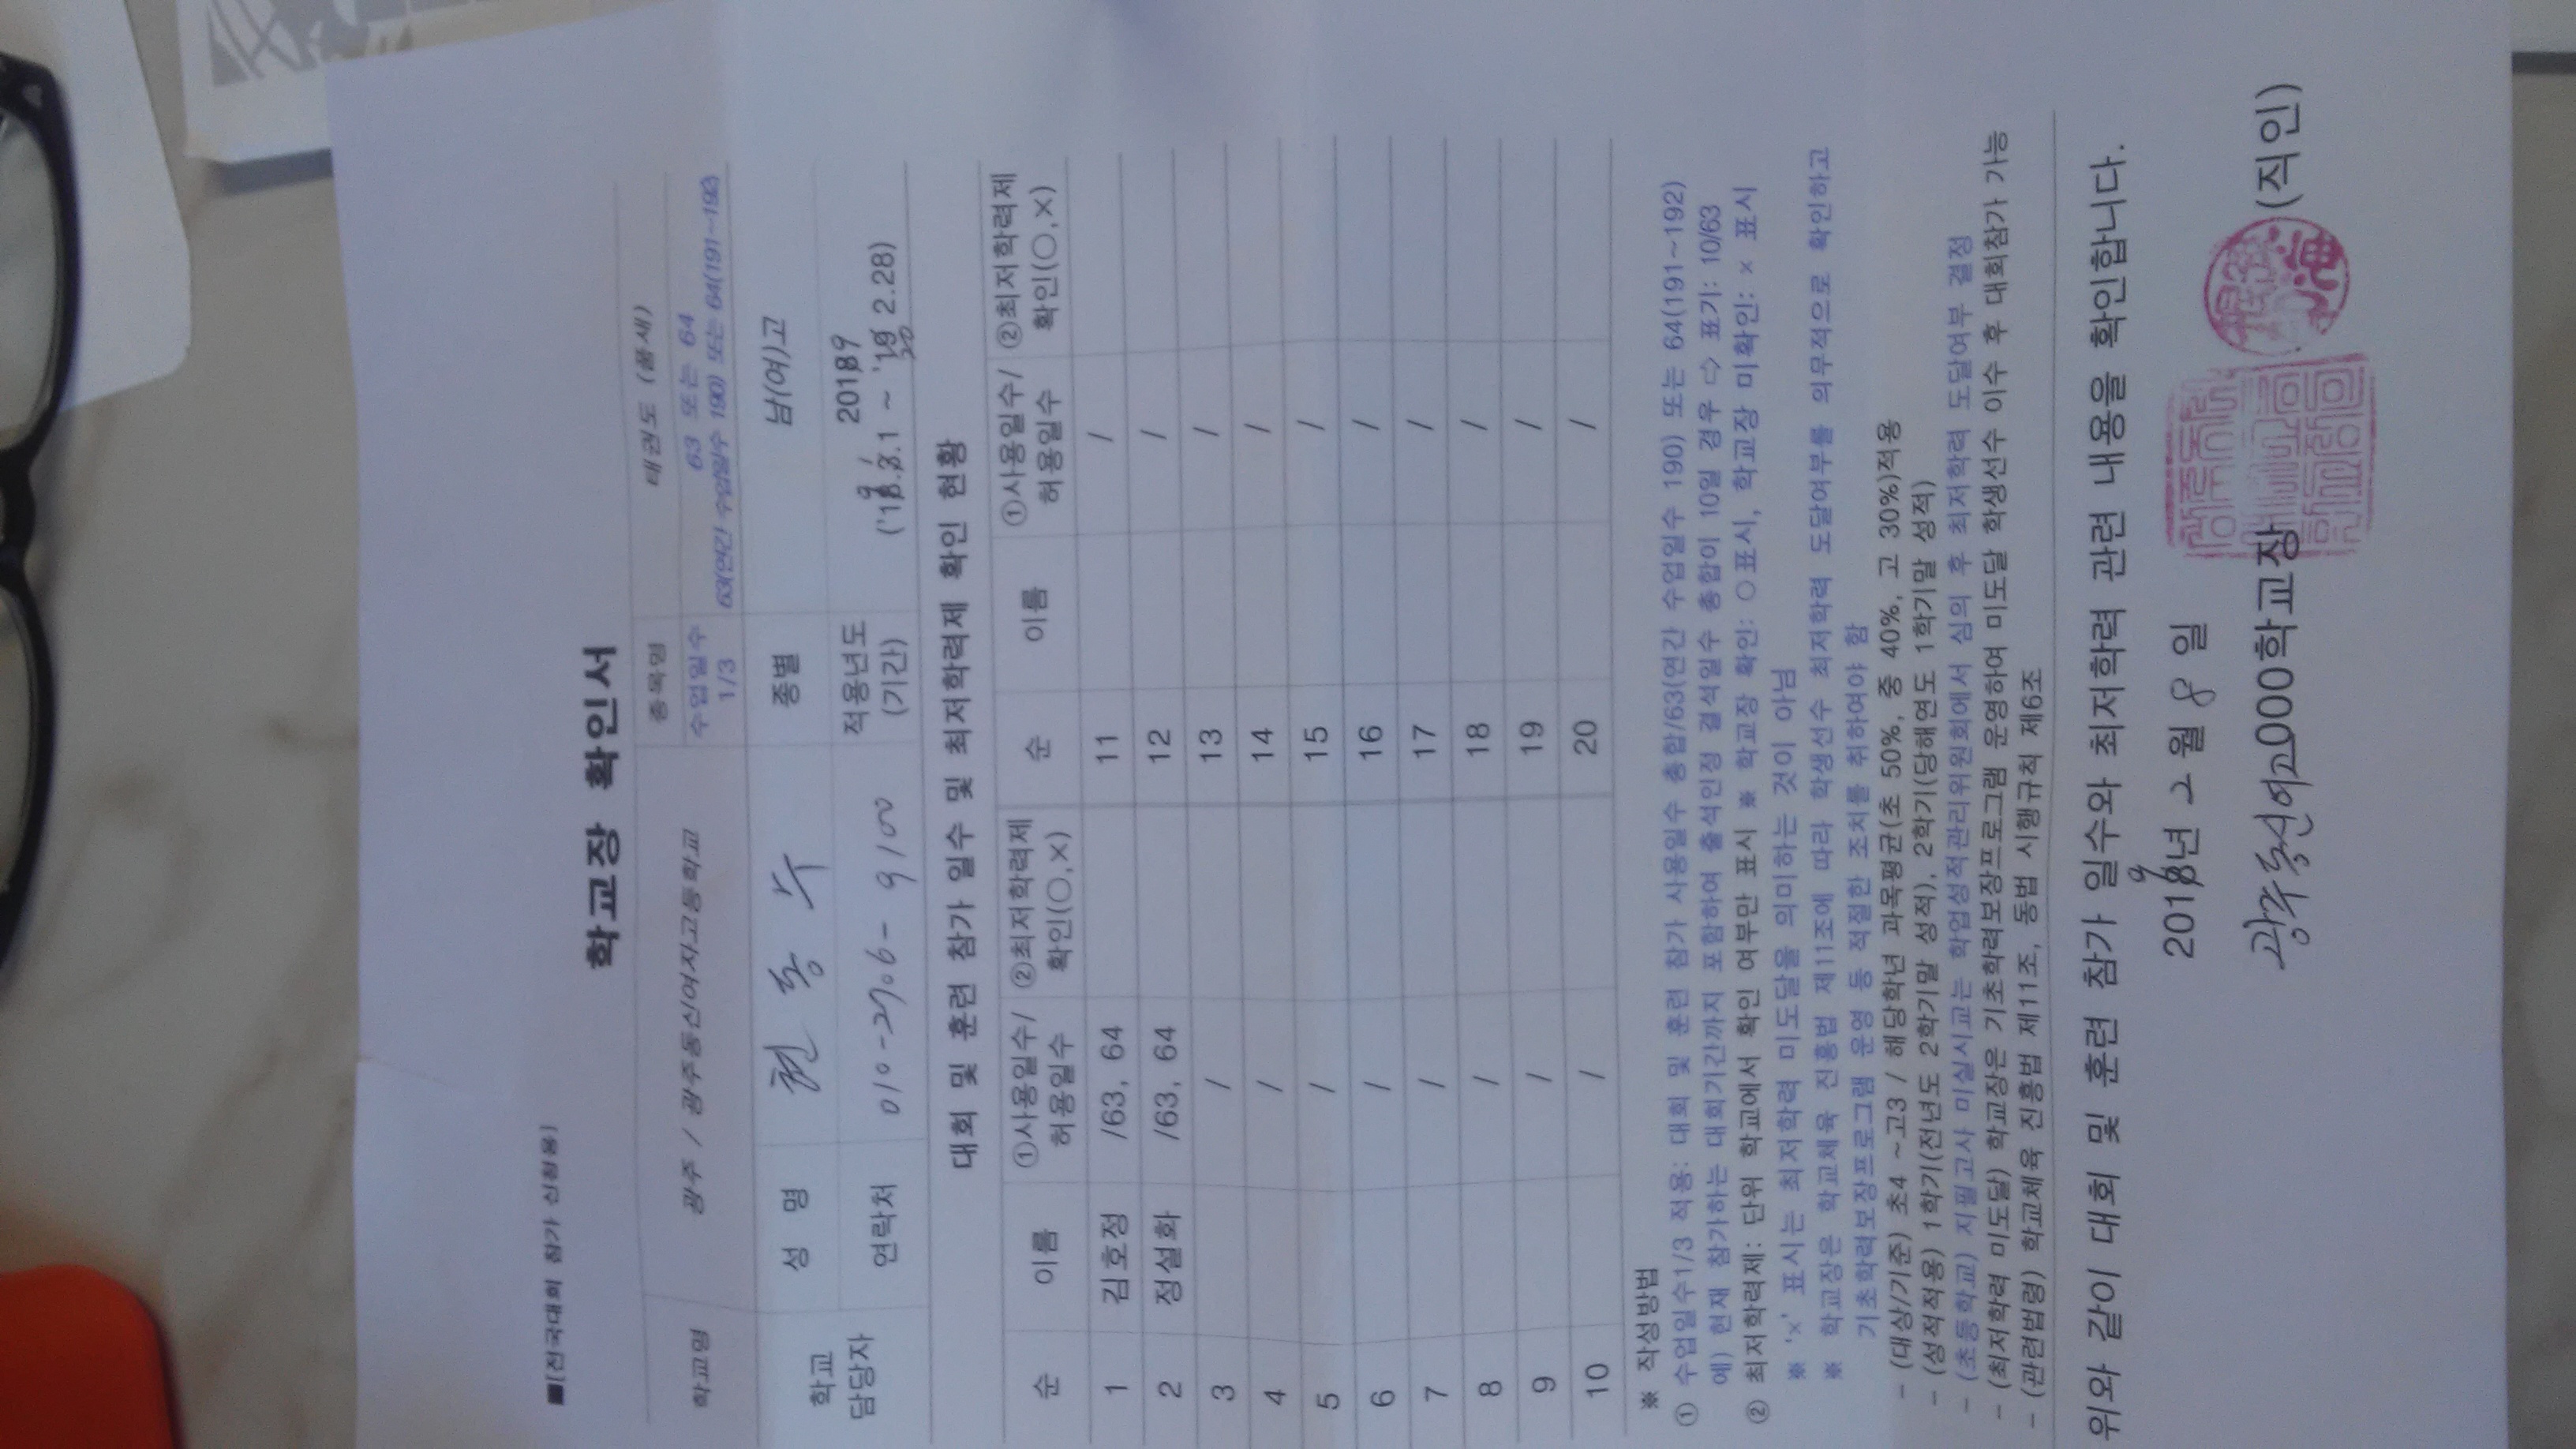 ■[전국대회 참가 신청용]
학교장 확인서
학교명 광주 / 광주동신여자고등학교 종목명 태권도 (품새)
수업일수 1/3 63 또는 64
63(연간 수업일수 190) 또는 64(191~193)
학교 담당자 성 명 종별 남(여)고
연락처 010-2706-9100 적용년도 (기간) 20189
대회 및 훈련 참가 일수 및 최저학력제 확인 현황
순 이름 ①사용일수/허용일수 ②최저학력제 확인(○,×) 순 이름 ①사용일수/허용일수 ②최저학력제 확인(○,×)
1 김호정 /63, 64 11 /
2 정설화 /63, 64 12 /
3 / 13 /
4 / 14 /
5 / 15 /
6 / 16 /
7 / 17 /
8 / 18 /
9 / 19 /
10 / 20 /
※ 작성방법
① 수업일수1/3 적용: 대회 및 훈련 참가 사용일수 총합/63(연간 수업일수 190) 또는 64(191~192)
예) 현재 참가하는 대회기간까지 포함하여 출석인정 결석일수 총합이 10일 경우 ⇨ 표기: 10/63
② 최저학력제: 단위 학교에서 확인 여부만 표시 ※ 학교장 확인: ○표시, 학교장 미확인: × 표시
※ '×' 표시는 최저학력 미도달을 의미하는 것이 아님
※ 학교장은 학교체육 진흥법 제11조에 따라 학생선수 최저학력 도달여부를 의무적으로 확인하고
기초학력보장프로그램 운영 등 적절한 조처를 취하여야 함
- (대상/기준) 초4 ~고3 / 해당학년 과목평균(초 50%, 중 40%, 고 30%)적용
- (성적적용) 1학기(전년도 2학기말 성적), 2학기(당해연도 1학기말 성적)
- (초등학교) 지필고사 미실시교는 학업성적관리위원회에서 심의 후 최저학력 도달여부 결정
- (최저학력 미도달) 학교장은 기초학력보장프로그램 운영하여 미도달 학생선수 이수 후 대회참가 가능
- (관련법령) 학교체육 진흥법 제11조, 동법 시행규칙 제6조
위와 같이 대회 및 훈련 참가 일수와 최저학력 관련 내용을 확인합니다.
2019년 2월 8일
광주동신여고000학교장 (직인)